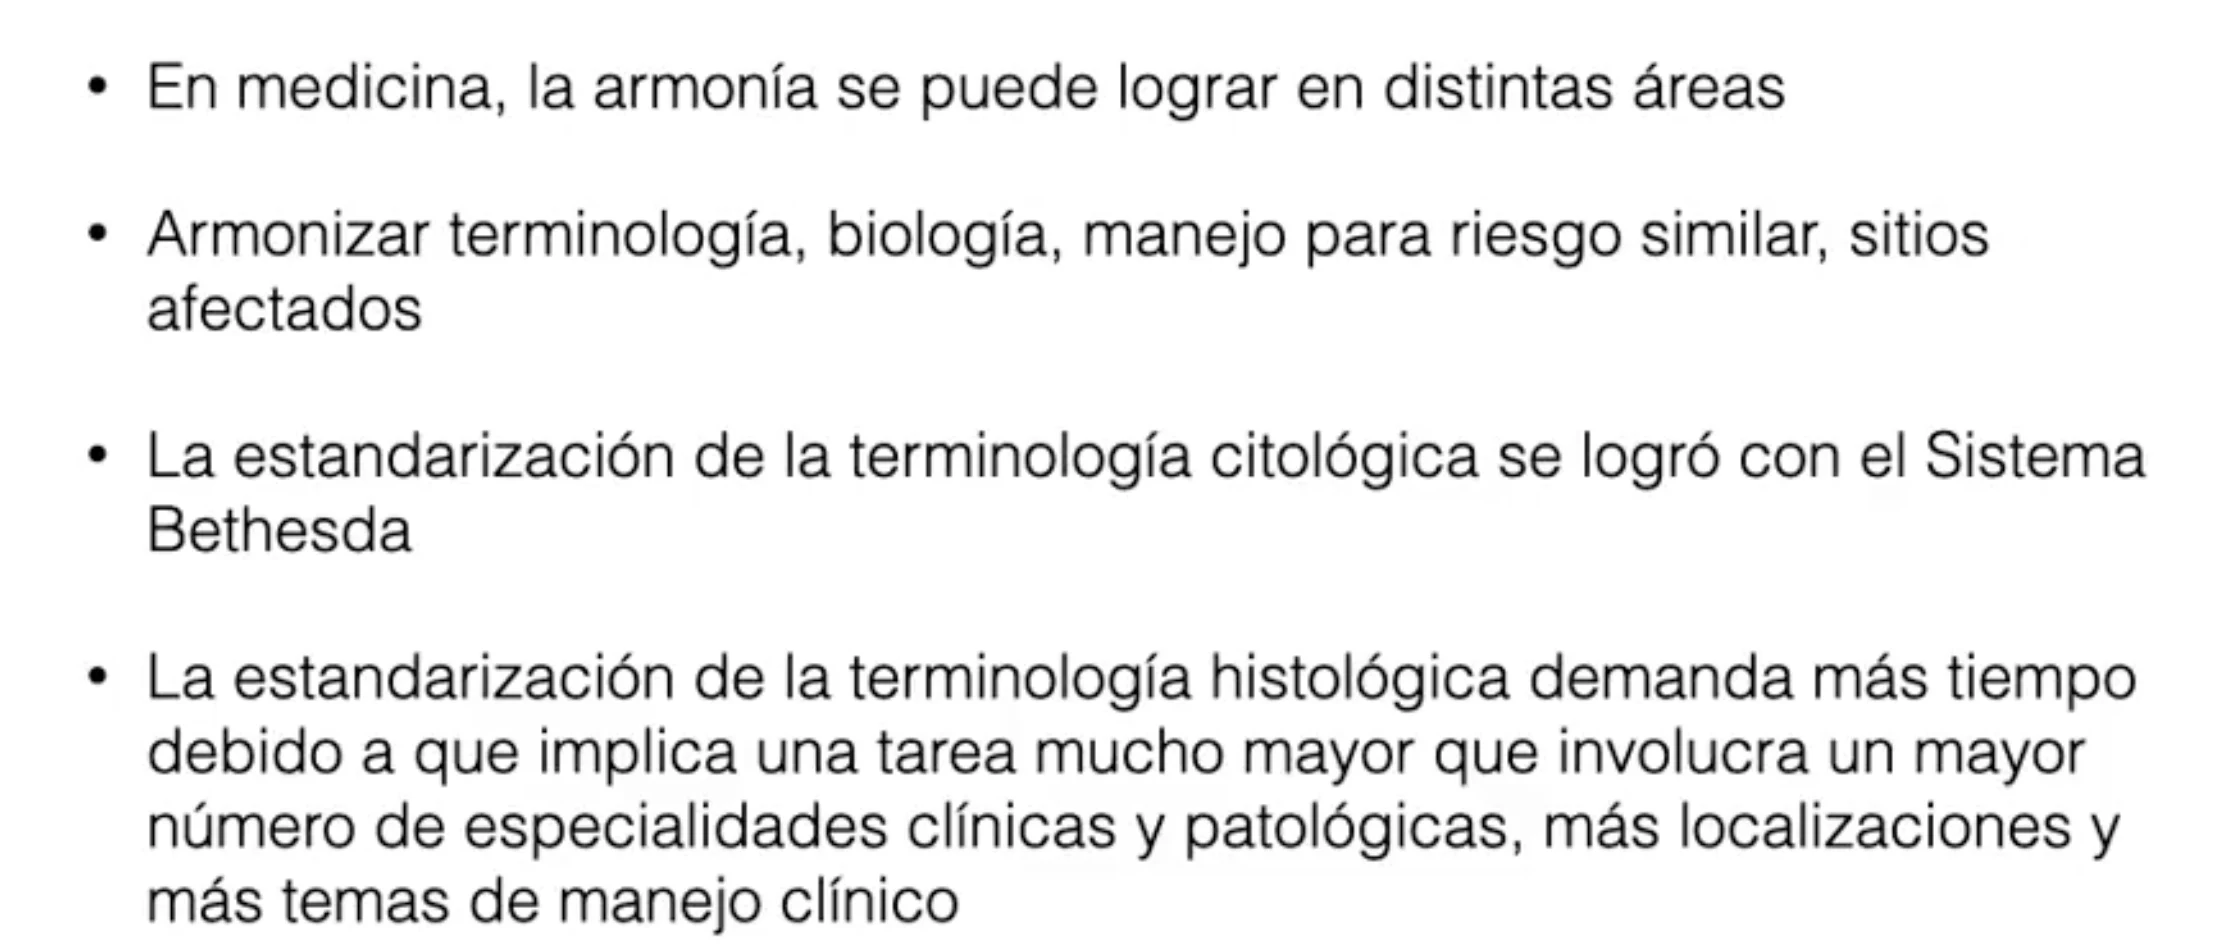 • En medicina, la armonía se puede lograr en distintas áreas
• Armonizar terminología, biología, manejo para riesgo similar, sitios
afectados
• La estandarización de la terminología citológica se logró con el Sistema
Bethesda
• La estandarización de la terminología histológica demanda más tiempo
debido a que implica una tarea mucho mayor que involucra un mayor
número de especialidades clínicas y patológicas, más localizaciones y
más temas de manejo clínico